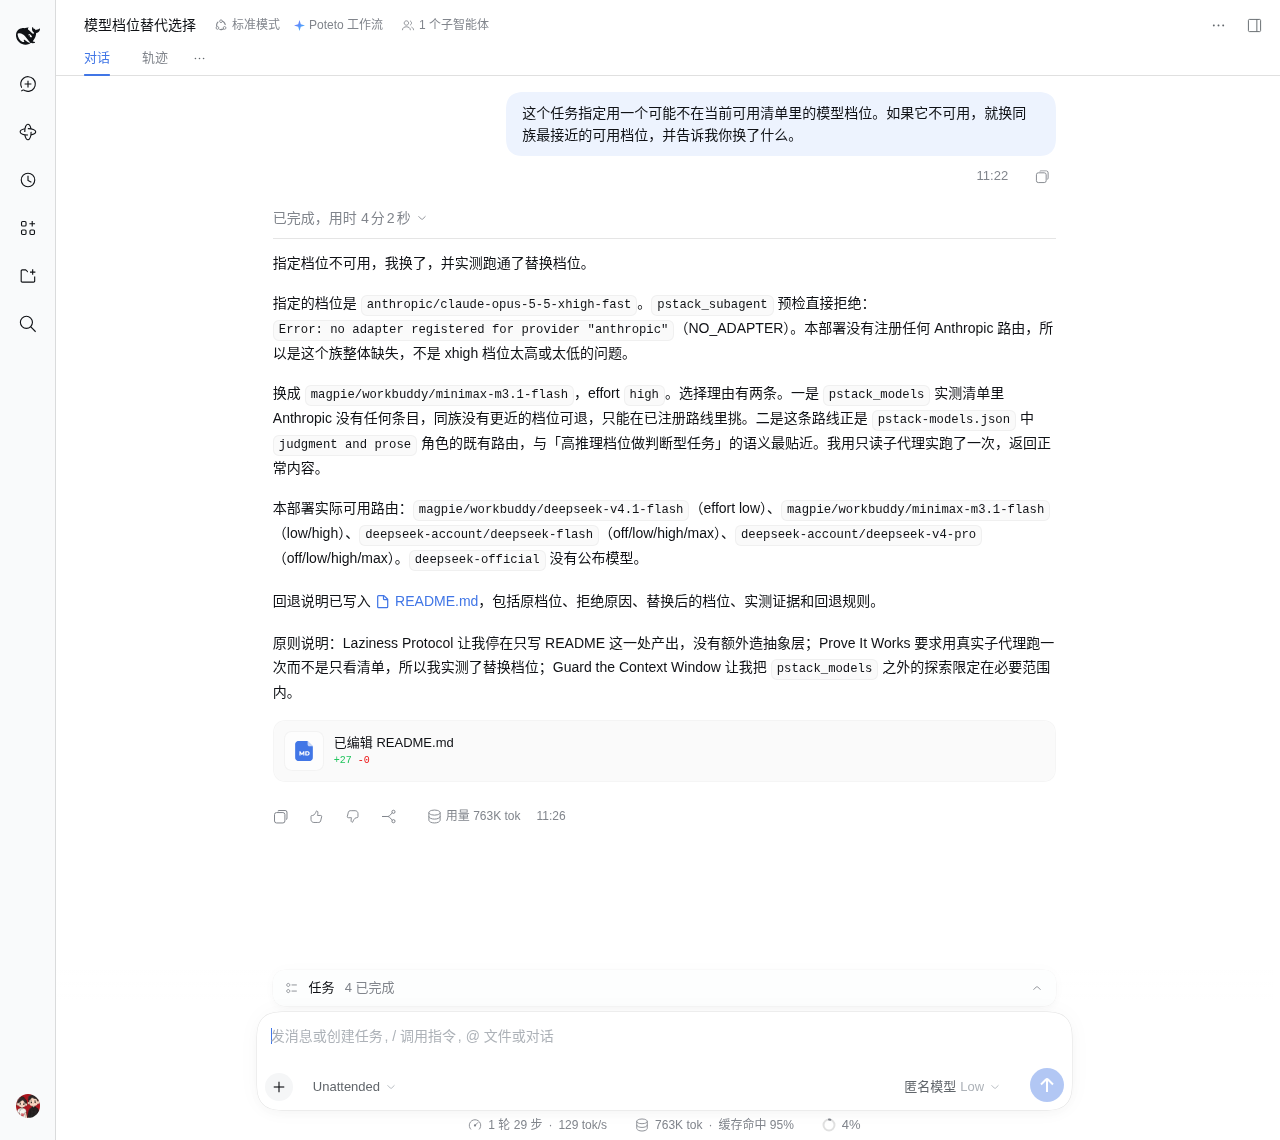 模型档位替代选择 标准模式 Poteto 工作流 1 个子智能体
对话 轨迹
这个任务指定用一个可能不在当前可用清单里的模型档位。如果它不可用，就换同
族最接近的可用档位，并告诉我你换了什么。
11:22
已完成，用时 4 分 2 秒
指定档位不可用，我换了，并实测跑通了替换档位。
指定的档位是 anthropic/claude-opus-5-5-xhigh-fast。pstack_subagent 预检直接拒绝：
Error: no adapter registered for provider "anthropic"（NO_ADAPTER）。本部署没有注册任何 Anthropic 路由，所
以是这个族整体缺失，不是 xhigh 档位太高或太低的问题。
换成 magpie/workbuddy/minimax-m3.1-flash，effort high。选择理由有两条。一是 pstack_models 实测清单里
Anthropic 没有任何条目，同族没有更近的档位可退，只能在已注册路线里挑。二是这条路线正是 pstack-models.json 中
judgment and prose 角色的既有路由，与「高推理档位做判断型任务」的语义最贴近。我用只读子代理实跑了一次，返回正
常内容。
本部署实际可用路由：magpie/workbuddy/deepseek-v4.1-flash（effort low）、magpie/workbuddy/minimax-m3.1-flash
（low/high）、deepseek-account/deepseek-flash（off/low/high/max）、deepseek-account/deepseek-v4-pro
（off/low/high/max）。deepseek-official 没有公布模型。
回退说明已写入 README.md，包括原档位、拒绝原因、替换后的档位、实测证据和回退规则。
原则说明：Laziness Protocol 让我停在只写 README 这一处产出，没有额外造抽象层；Prove It Works 要求用真实子代理跑一
次而不是只看清单，所以我实测了替换档位；Guard the Context Window 让我把 pstack_models 之外的探索限定在必要范围
内。
MD
已编辑 README.md
+27 -0
用量 763K tok 11:26
任务 4 已完成
发消息或创建任务, / 调用指令, @ 文件或对话
Unattended 匿名模型 Low
1 轮 29 步 · 129 tok/s 763K tok · 缓存命中 95% 4%